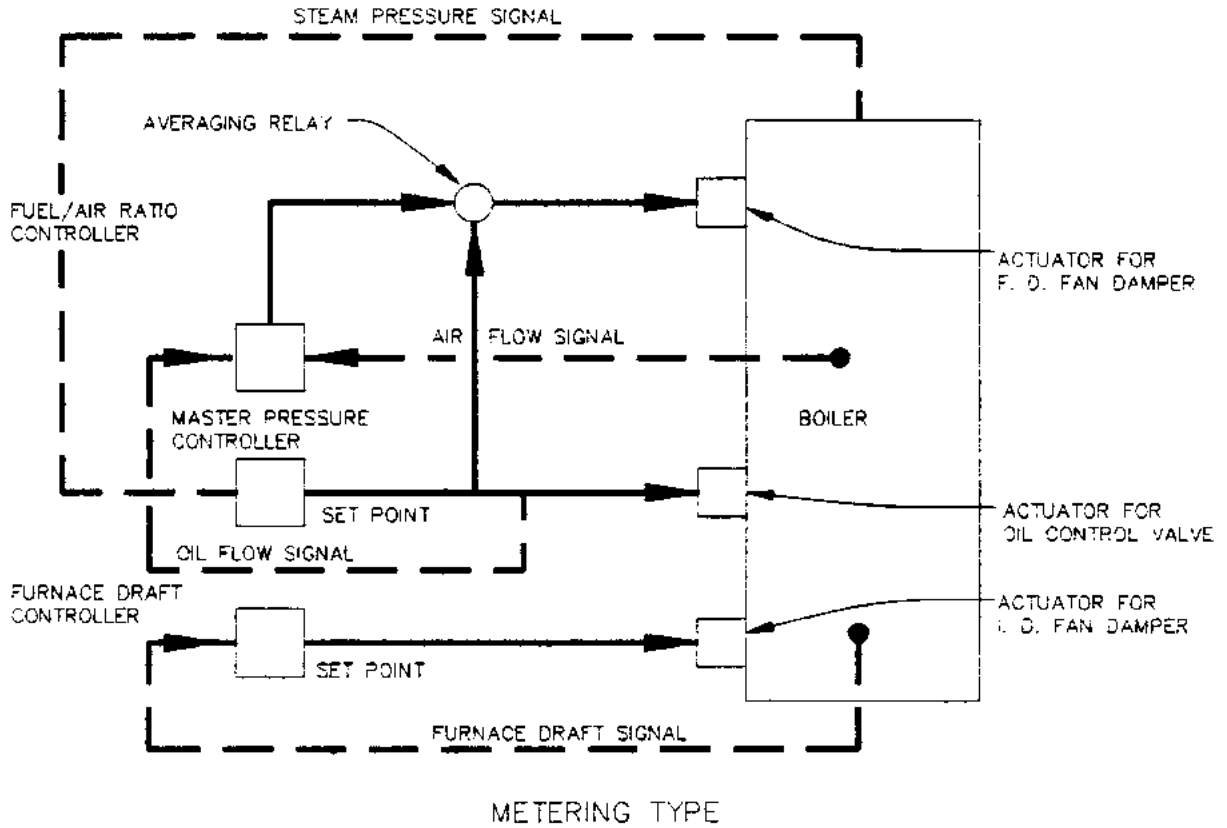 STEAM PRESSURE SIGNAL
AVERAGING RELAY
FUEL/AIR RATIO
CONTROLLER
ACTUATOR FOR
F. D. FAN DAMPER
AIR FLOW SIGNAL
MASTER PRESSURE
CONTROLLER
BOILER
SET POINT
ACTUATOR FOR
OIL CONTROL VALVE
OIL FLOW SIGNAL
FURNACE DRAFT
CONTROLLER
ACTUATOR FOR
I. D. FAN DAMPER
SET POINT
FURNACE DRAFT SIGNAL
METERING TYPE